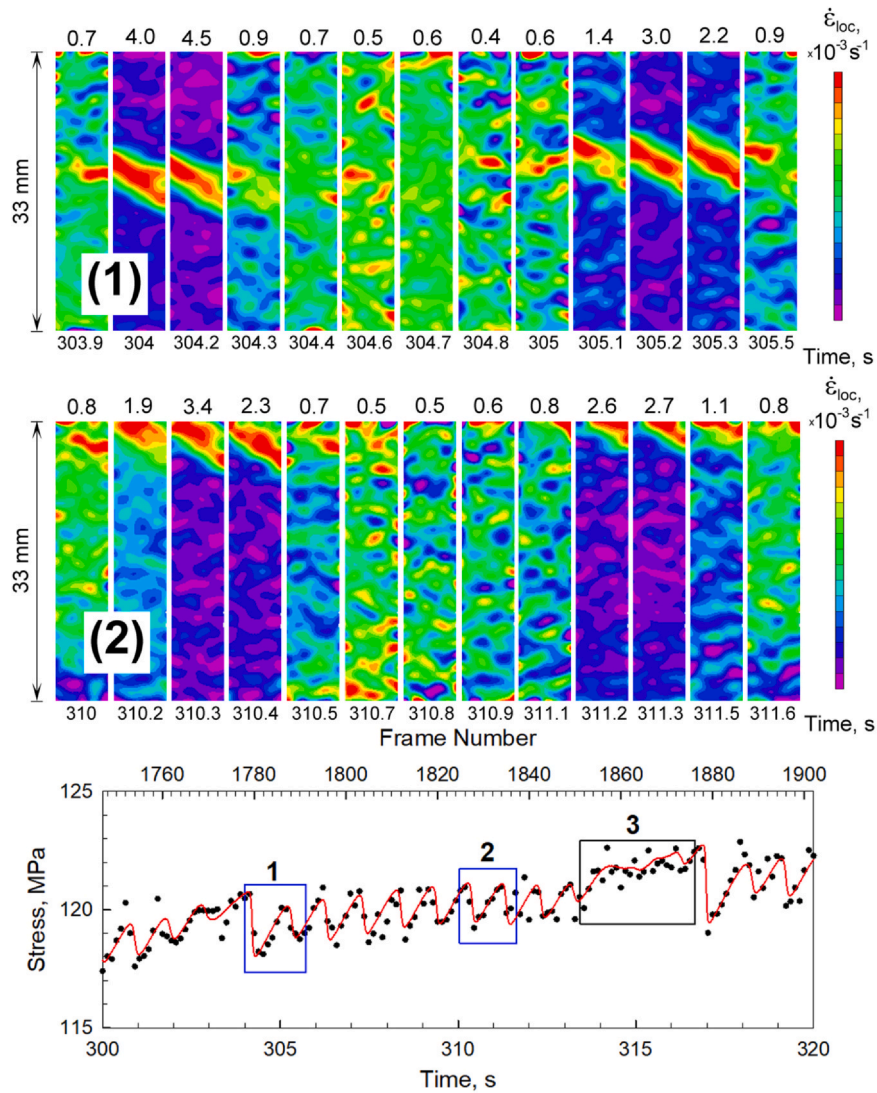 0.7 4.0 4.5 0.9 0.7 0.5 0.6 0.4 0.6 1.4 3.0 2.2 0.9
ε̇loc,
×10-3s-1
33 mm
(1)
303.9 304 304.2 304.3 304.4 304.6 304.7 304.8 305 305.1 305.2 305.3 305.5
Time, s
0.8 1.9 3.4 2.3 0.7 0.5 0.5 0.6 0.8 2.6 2.7 1.1 0.8
ε̇loc,
×10-3s-1
33 mm
(2)
310 310.2 310.3 310.4 310.5 310.7 310.8 310.9 311.1 311.2 311.3 311.5 311.6
Time, s
Frame Number
1760 1780 1800 1820 1840 1860 1880 1900
125
120
115
Stress, MPa
1
2
3
300 305 310 315 320
Time, s